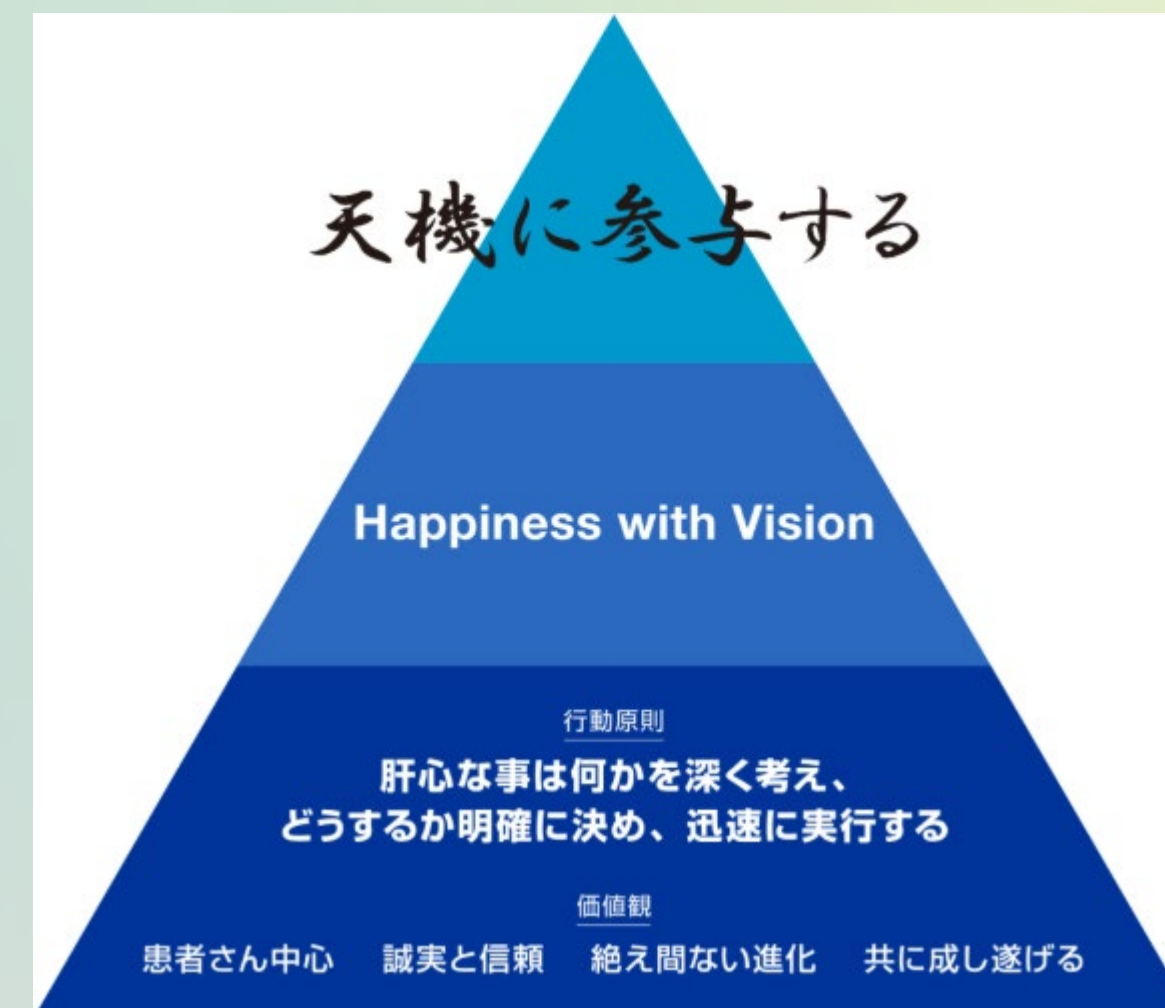 天機に参与する
Happiness with Vision
行動原則
肝心な事は何かを深く考え、
どうするか明確に決め、迅速に実行する
価値観
患者さん中心 誠実と信頼 絶え間ない進化 共に成し遂げる